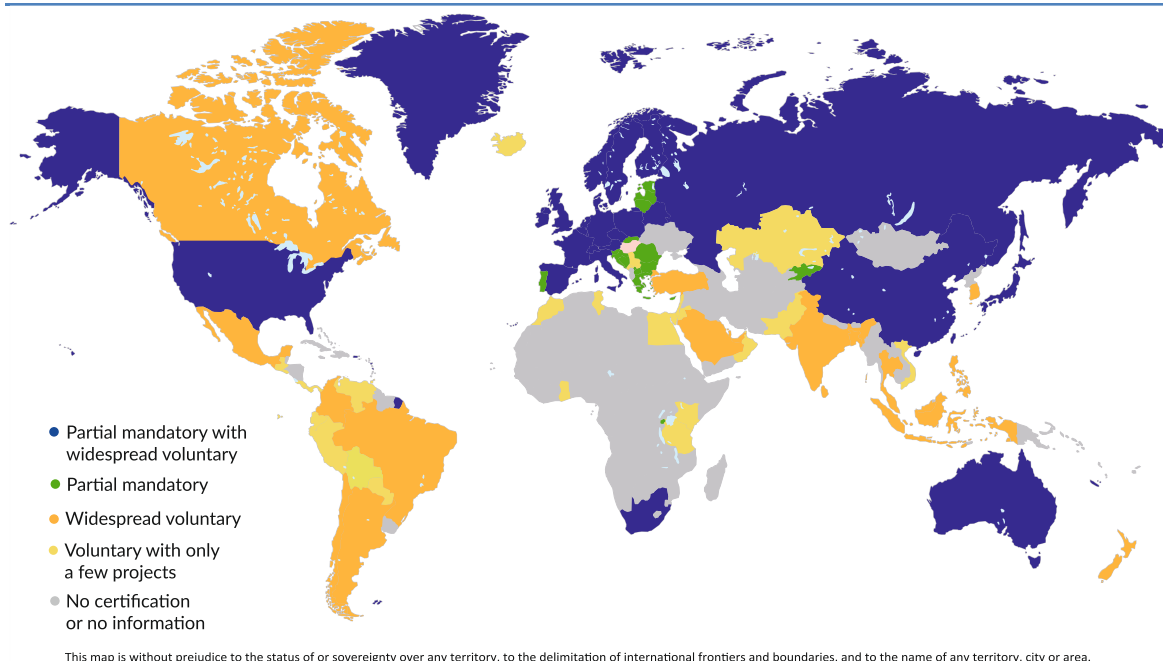 Partial mandatory with
widespread voluntary
Partial mandatory
Widespread voluntary
Voluntary with only
a few projects
No certification
or no information
This map is without prejudice to the status of or sovereignty over any territory, to the delimitation of international frontiers and boundaries, and to the name of any territory, city or area.